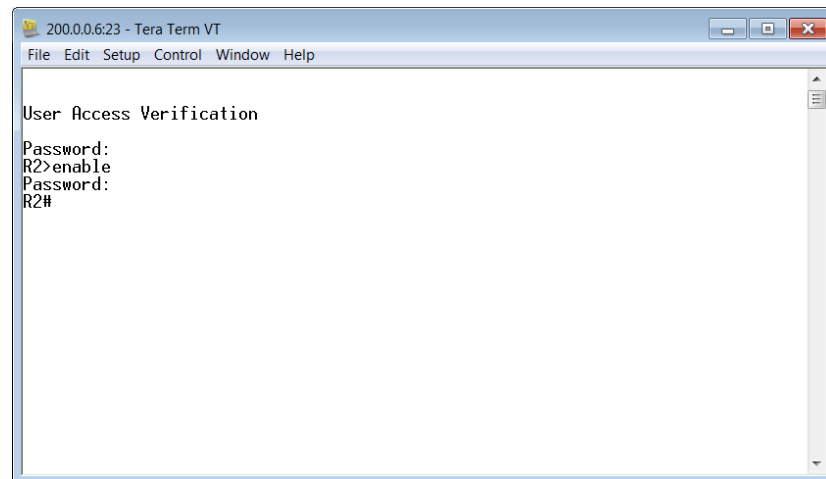 200.0.0.6:23 - Tera Term VT
File Edit Setup Control Window Help
User Access Verification
Password:
R2>enable
Password:
R2#